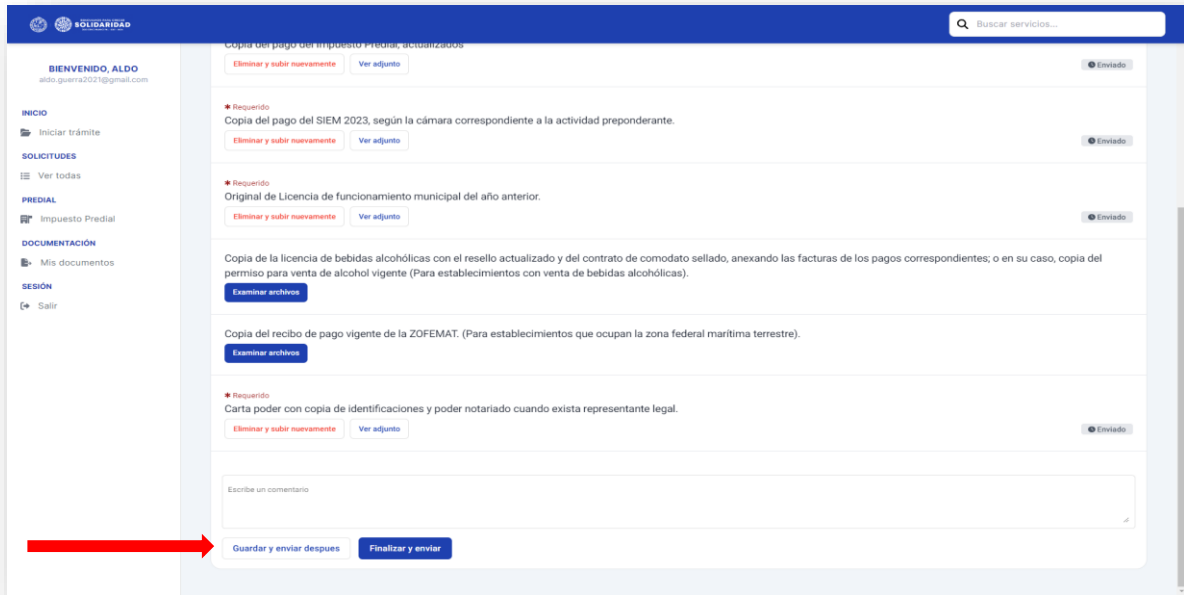 SOLIDARIDAD
Buscar servicios...
BIENVENIDO, ALDO
aldo.guerra2021@gmail.com
INICIO
Iniciar trámite
SOLICITUDES
Ver todas
PREDIAL
Impuesto Predial
DOCUMENTACIÓN
Mis documentos
SESIÓN
Salir
Copia del pago del Impuesto Predial, actualizados
Eliminar y subir nuevamente Ver adjunto Enviado
* Requerido
Copia del pago del SIEM 2023, según la cámara correspondiente a la actividad preponderante.
Eliminar y subir nuevamente Ver adjunto Enviado
* Requerido
Original de Licencia de funcionamiento municipal del año anterior.
Eliminar y subir nuevamente Ver adjunto Enviado
Copia de la licencia de bebidas alcohólicas con el resello actualizado y del contrato de comodato sellado, anexando las facturas de los pagos correspondientes; o en su caso, copia del
permiso para venta de alcohol vigente (Para establecimientos con venta de bebidas alcohólicas).
Examinar archivos
Copia del recibo de pago vigente de la ZOFEMAT. (Para establecimientos que ocupan la zona federal marítima terrestre).
Examinar archivos
* Requerido
Carta poder con copia de identificaciones y poder notariado cuando exista representante legal.
Eliminar y subir nuevamente Ver adjunto Enviado
Escribe un comentario
Guardar y enviar despues Finalizar y enviar